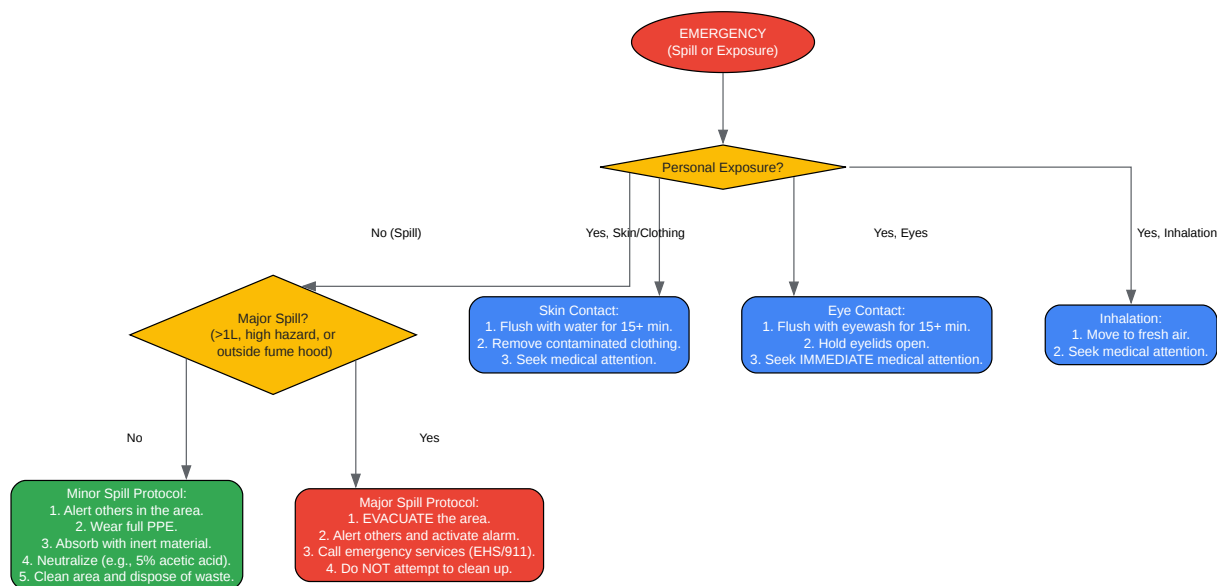 EMERGENCY
(Spill or Exposure)
Personal Exposure?
No (Spill)
Yes, Skin/Clothing
Yes, Eyes
Yes, Inhalation
Major Spill?
(>1L, high hazard, or
outside fume hood)
Skin Contact:
1. Flush with water for 15+ min.
2. Remove contaminated clothing.
3. Seek medical attention.
Eye Contact:
1. Flush with eyewash for 15+ min.
2. Hold eyelids open.
3. Seek IMMEDIATE medical attention.
Inhalation:
1. Move to fresh air.
2. Seek medical attention.
No
Yes
Minor Spill Protocol:
1. Alert others in the area.
2. Wear full PPE.
3. Absorb with inert material.
4. Neutralize (e.g., 5% acetic acid).
5. Clean area and dispose of waste.
Major Spill Protocol:
1. EVACUATE the area.
2. Alert others and activate alarm.
3. Call emergency services (EHS/911).
4. Do NOT attempt to clean up.